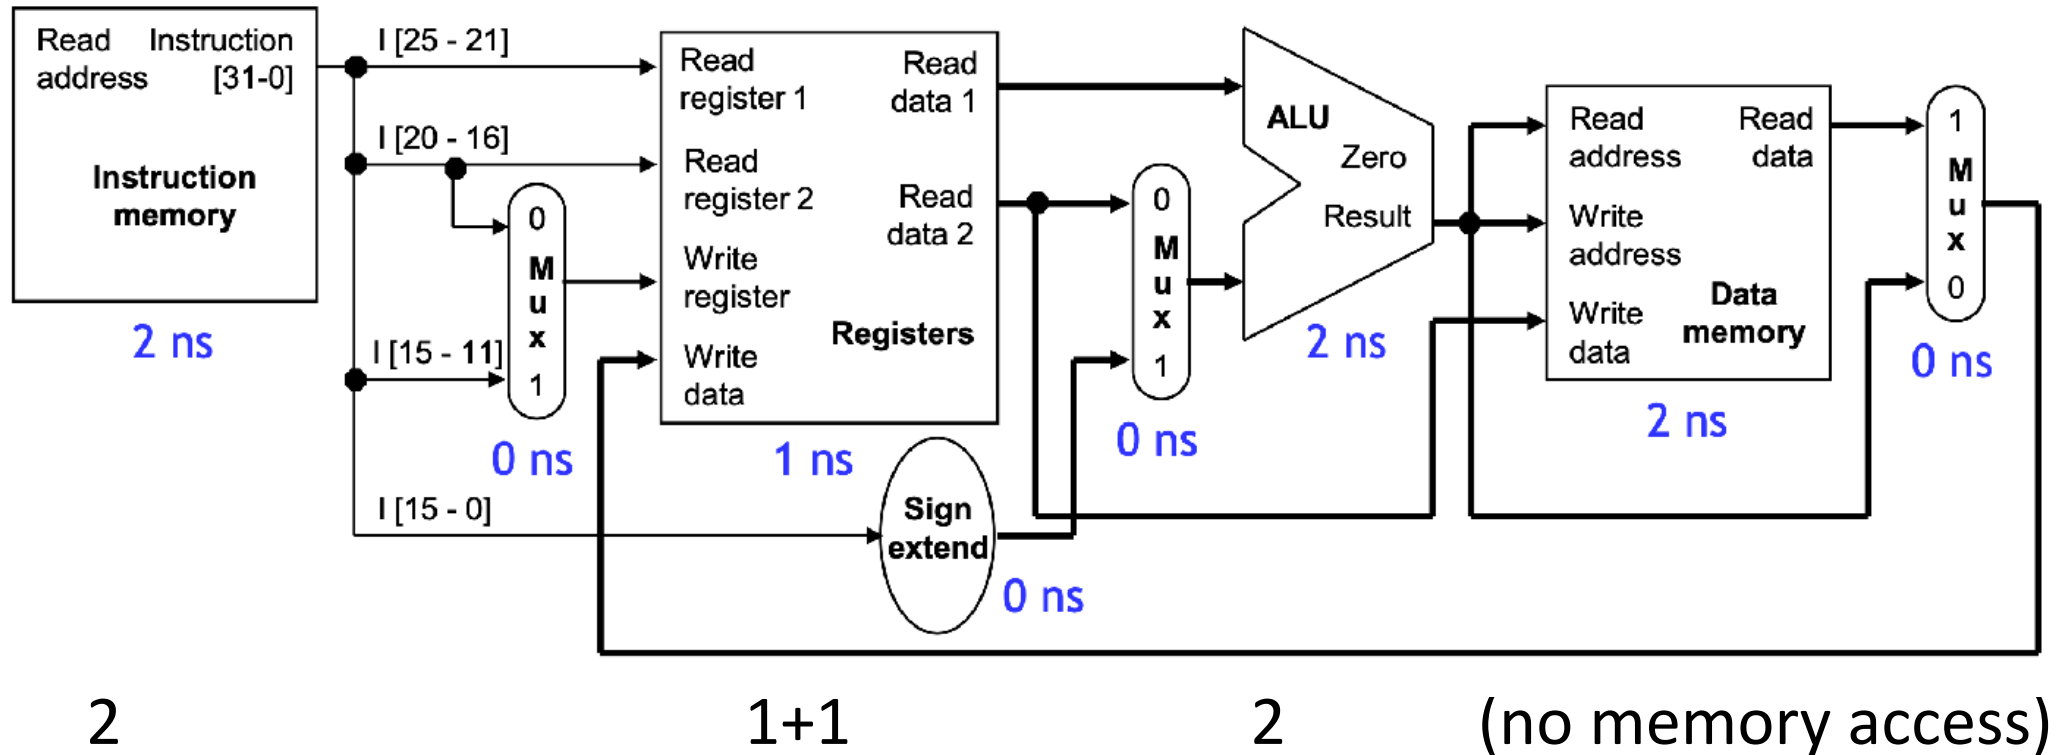 Read Instruction
address [31-0]
Instruction
memory
2 ns
I [25 - 21]
I [20 - 16]
I [15 - 11]
I [15 - 0]
0
M
u
x
1
0 ns
Read
register 1
Read
register 2
Write
register
Write
data
Read
data 1
Read
data 2
Registers
1 ns
Sign
extend
0 ns
0
M
u
x
1
0 ns
ALU
Zero
Result
2 ns
Read
address
Write
address
Write
data
Read
data
Data
memory
2 ns
1
M
u
x
0
0 ns
2 1+1 2 (no memory access)